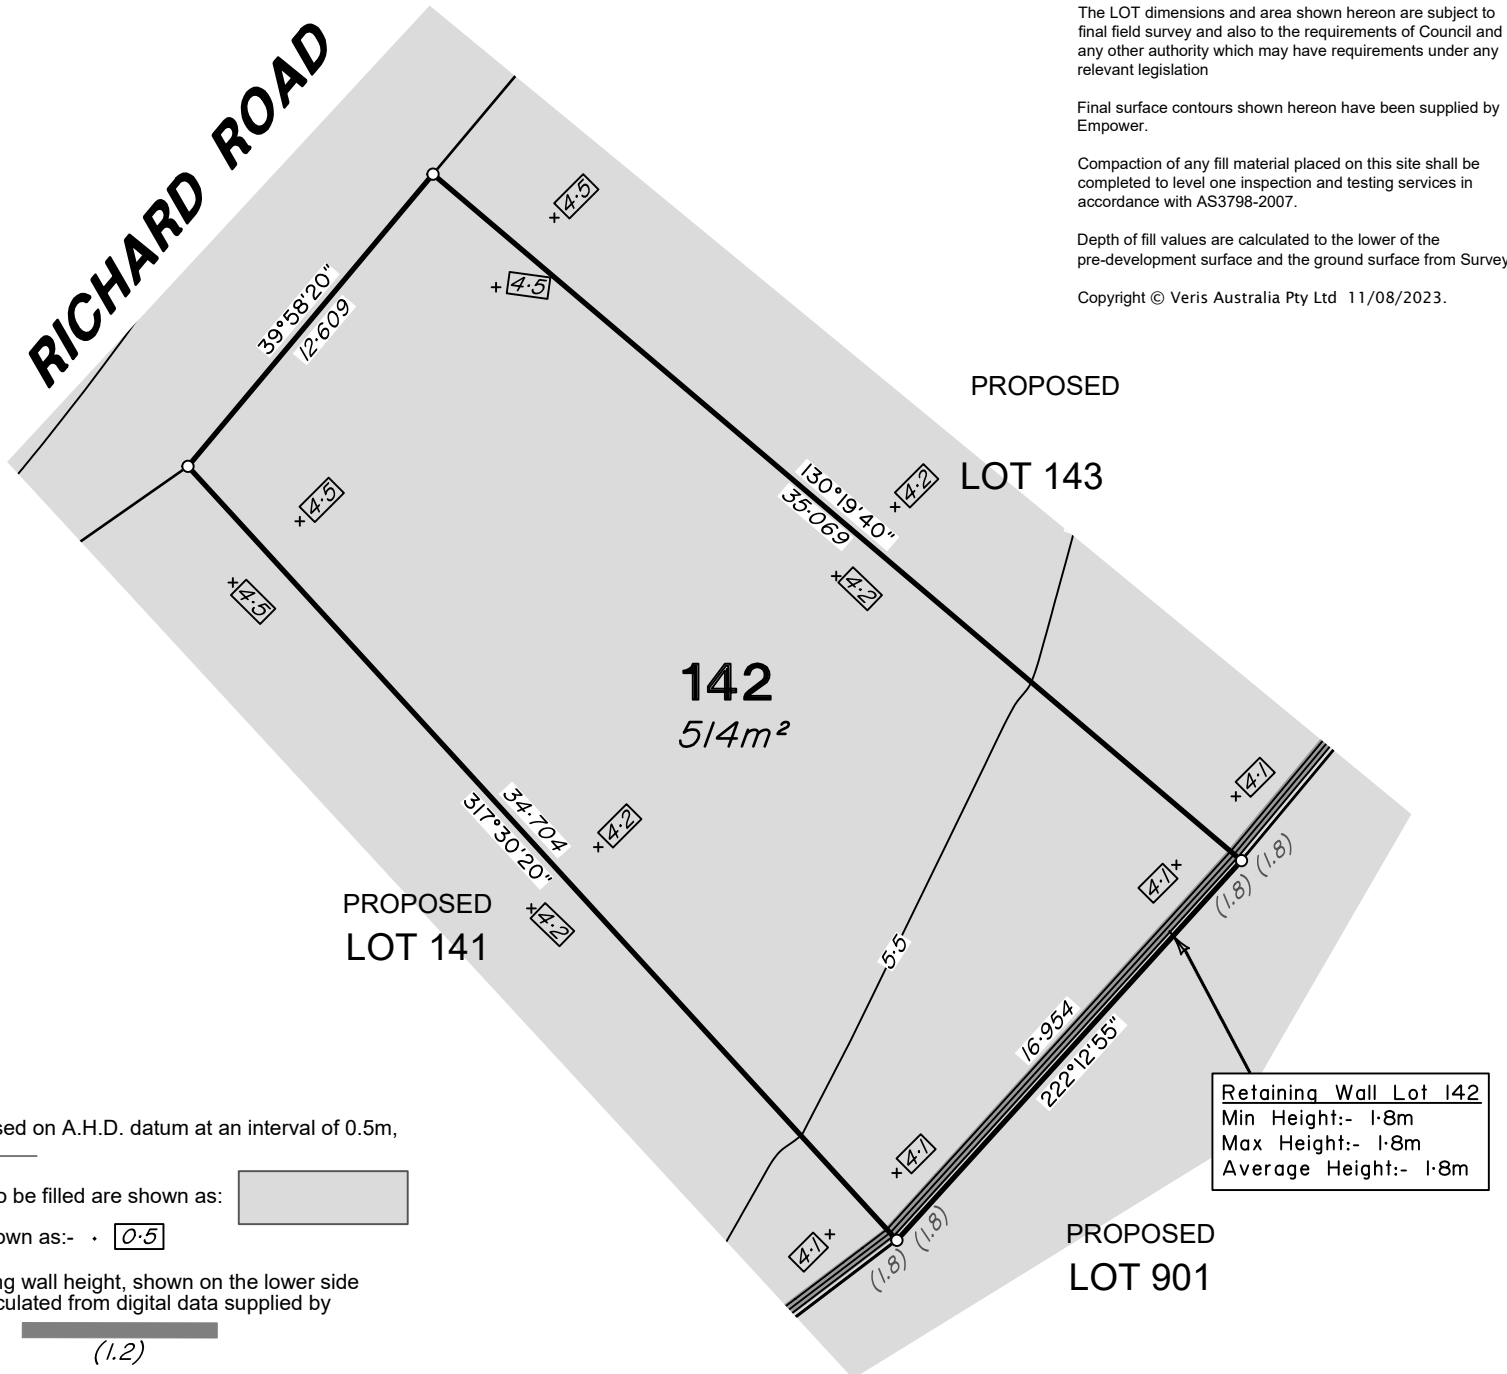 The LOT dimensions and area shown hereon are subject to
final field survey and also to the requirements of Council and
any other authority which may have requirements under any
relevant legislation
Final surface contours shown hereon have been supplied by
Empower.
Compaction of any fill material placed on this site shall be
completed to level one inspection and testing services in
accordance with AS3798-2007.
Depth of fill values are calculated to the lower of the
pre-development surface and the ground surface from Survey
Copyright © Veris Australia Pty Ltd 11/08/2023.
RICHARD ROAD
39°58'20"
12·609
4·5
4·5
4·5
4·5
PROPOSED
LOT 143
130°19'40"
35·069
4·2
4·2
142
514m²
34·704
317°30'20"
4·2
4·2
PROPOSED
LOT 141
5·5
4·1
4·1
(1.8)
(1.8)
16·954
222°12'55"
Retaining Wall Lot 142
Min Height:- 1·8m
Max Height:- 1·8m
Average Height:- 1·8m
4·1
4·1
(1.8)
(1.8)
PROPOSED
LOT 901
sed on A.H.D. datum at an interval of 0.5m,
o be filled are shown as:
own as:- · 0·5
ng wall height, shown on the lower side
culated from digital data supplied by
(1.2)